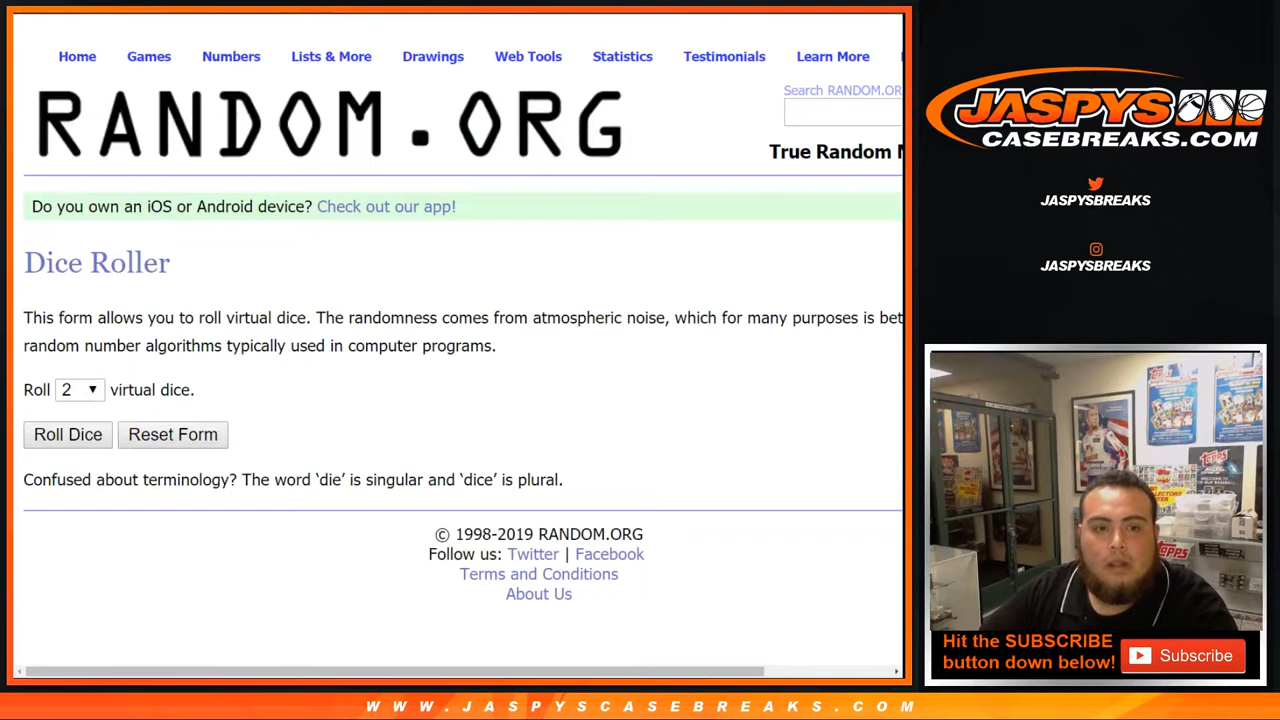 Home Games Numbers Lists & More Drawings Web Tools Statistics Testimonials Learn More
RANDOM.ORG
Search RANDOM.OR
True Random
Do you own an iOS or Android device? Check out our app!
Dice Roller
This form allows you to roll virtual dice. The randomness comes from atmospheric noise, which for many purposes is bet
random number algorithms typically used in computer programs.
Roll 2 virtual dice.
Roll Dice Reset Form
Confused about terminology? The word ‘die’ is singular and ‘dice’ is plural.
© 1998-2019 RANDOM.ORG
Follow us: Twitter | Facebook
Terms and Conditions
About Us
JASPYS
CASEBREAKS.COM
JASPYSBREAKS
JASPYSBREAKS
Topps
Topps
TOPPS
topps
Hit the SUBSCRIBE
button down below!
Subscribe
WWW.JASPYSCASEBREAKS.COM